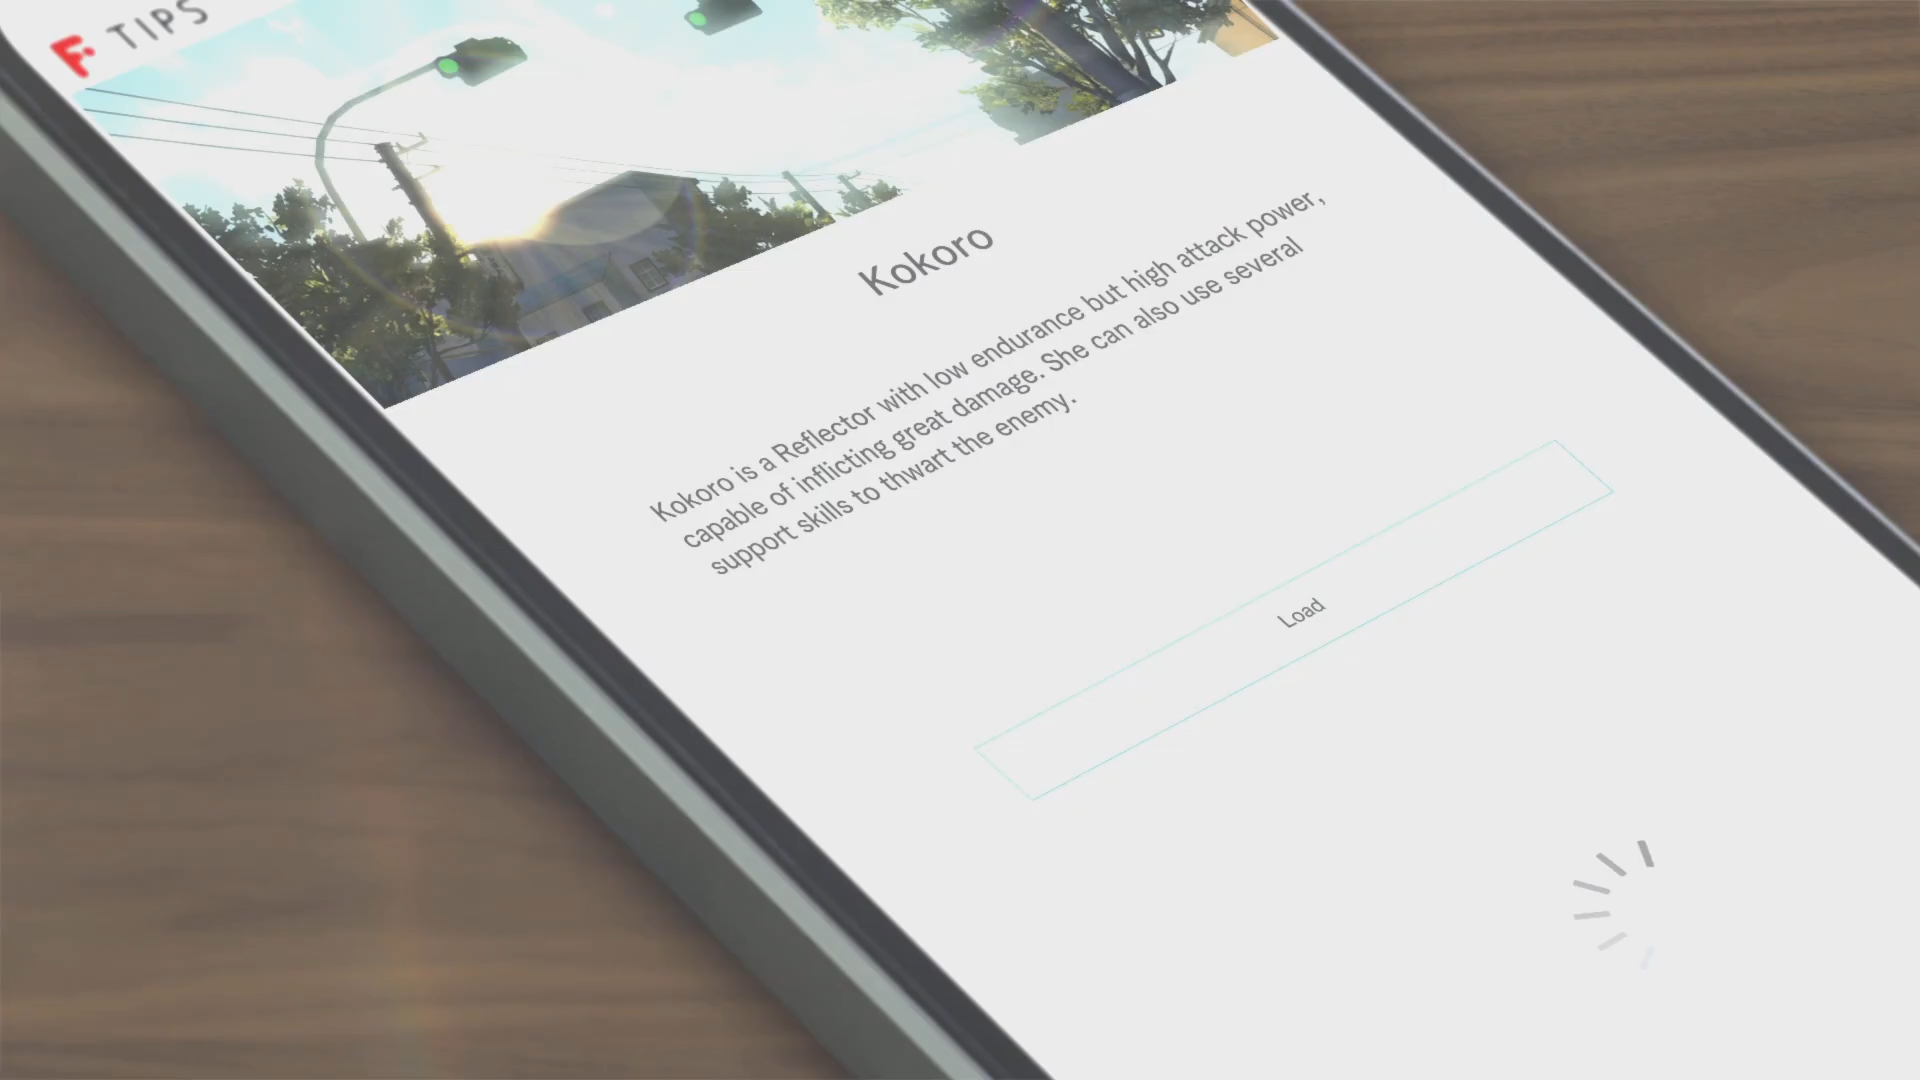 TIPS
Kokoro
Kokoro is a Reflector with low endurance but high attack power,
capable of inflicting great damage. She can also use several
support skills to thwart the enemy.
Load